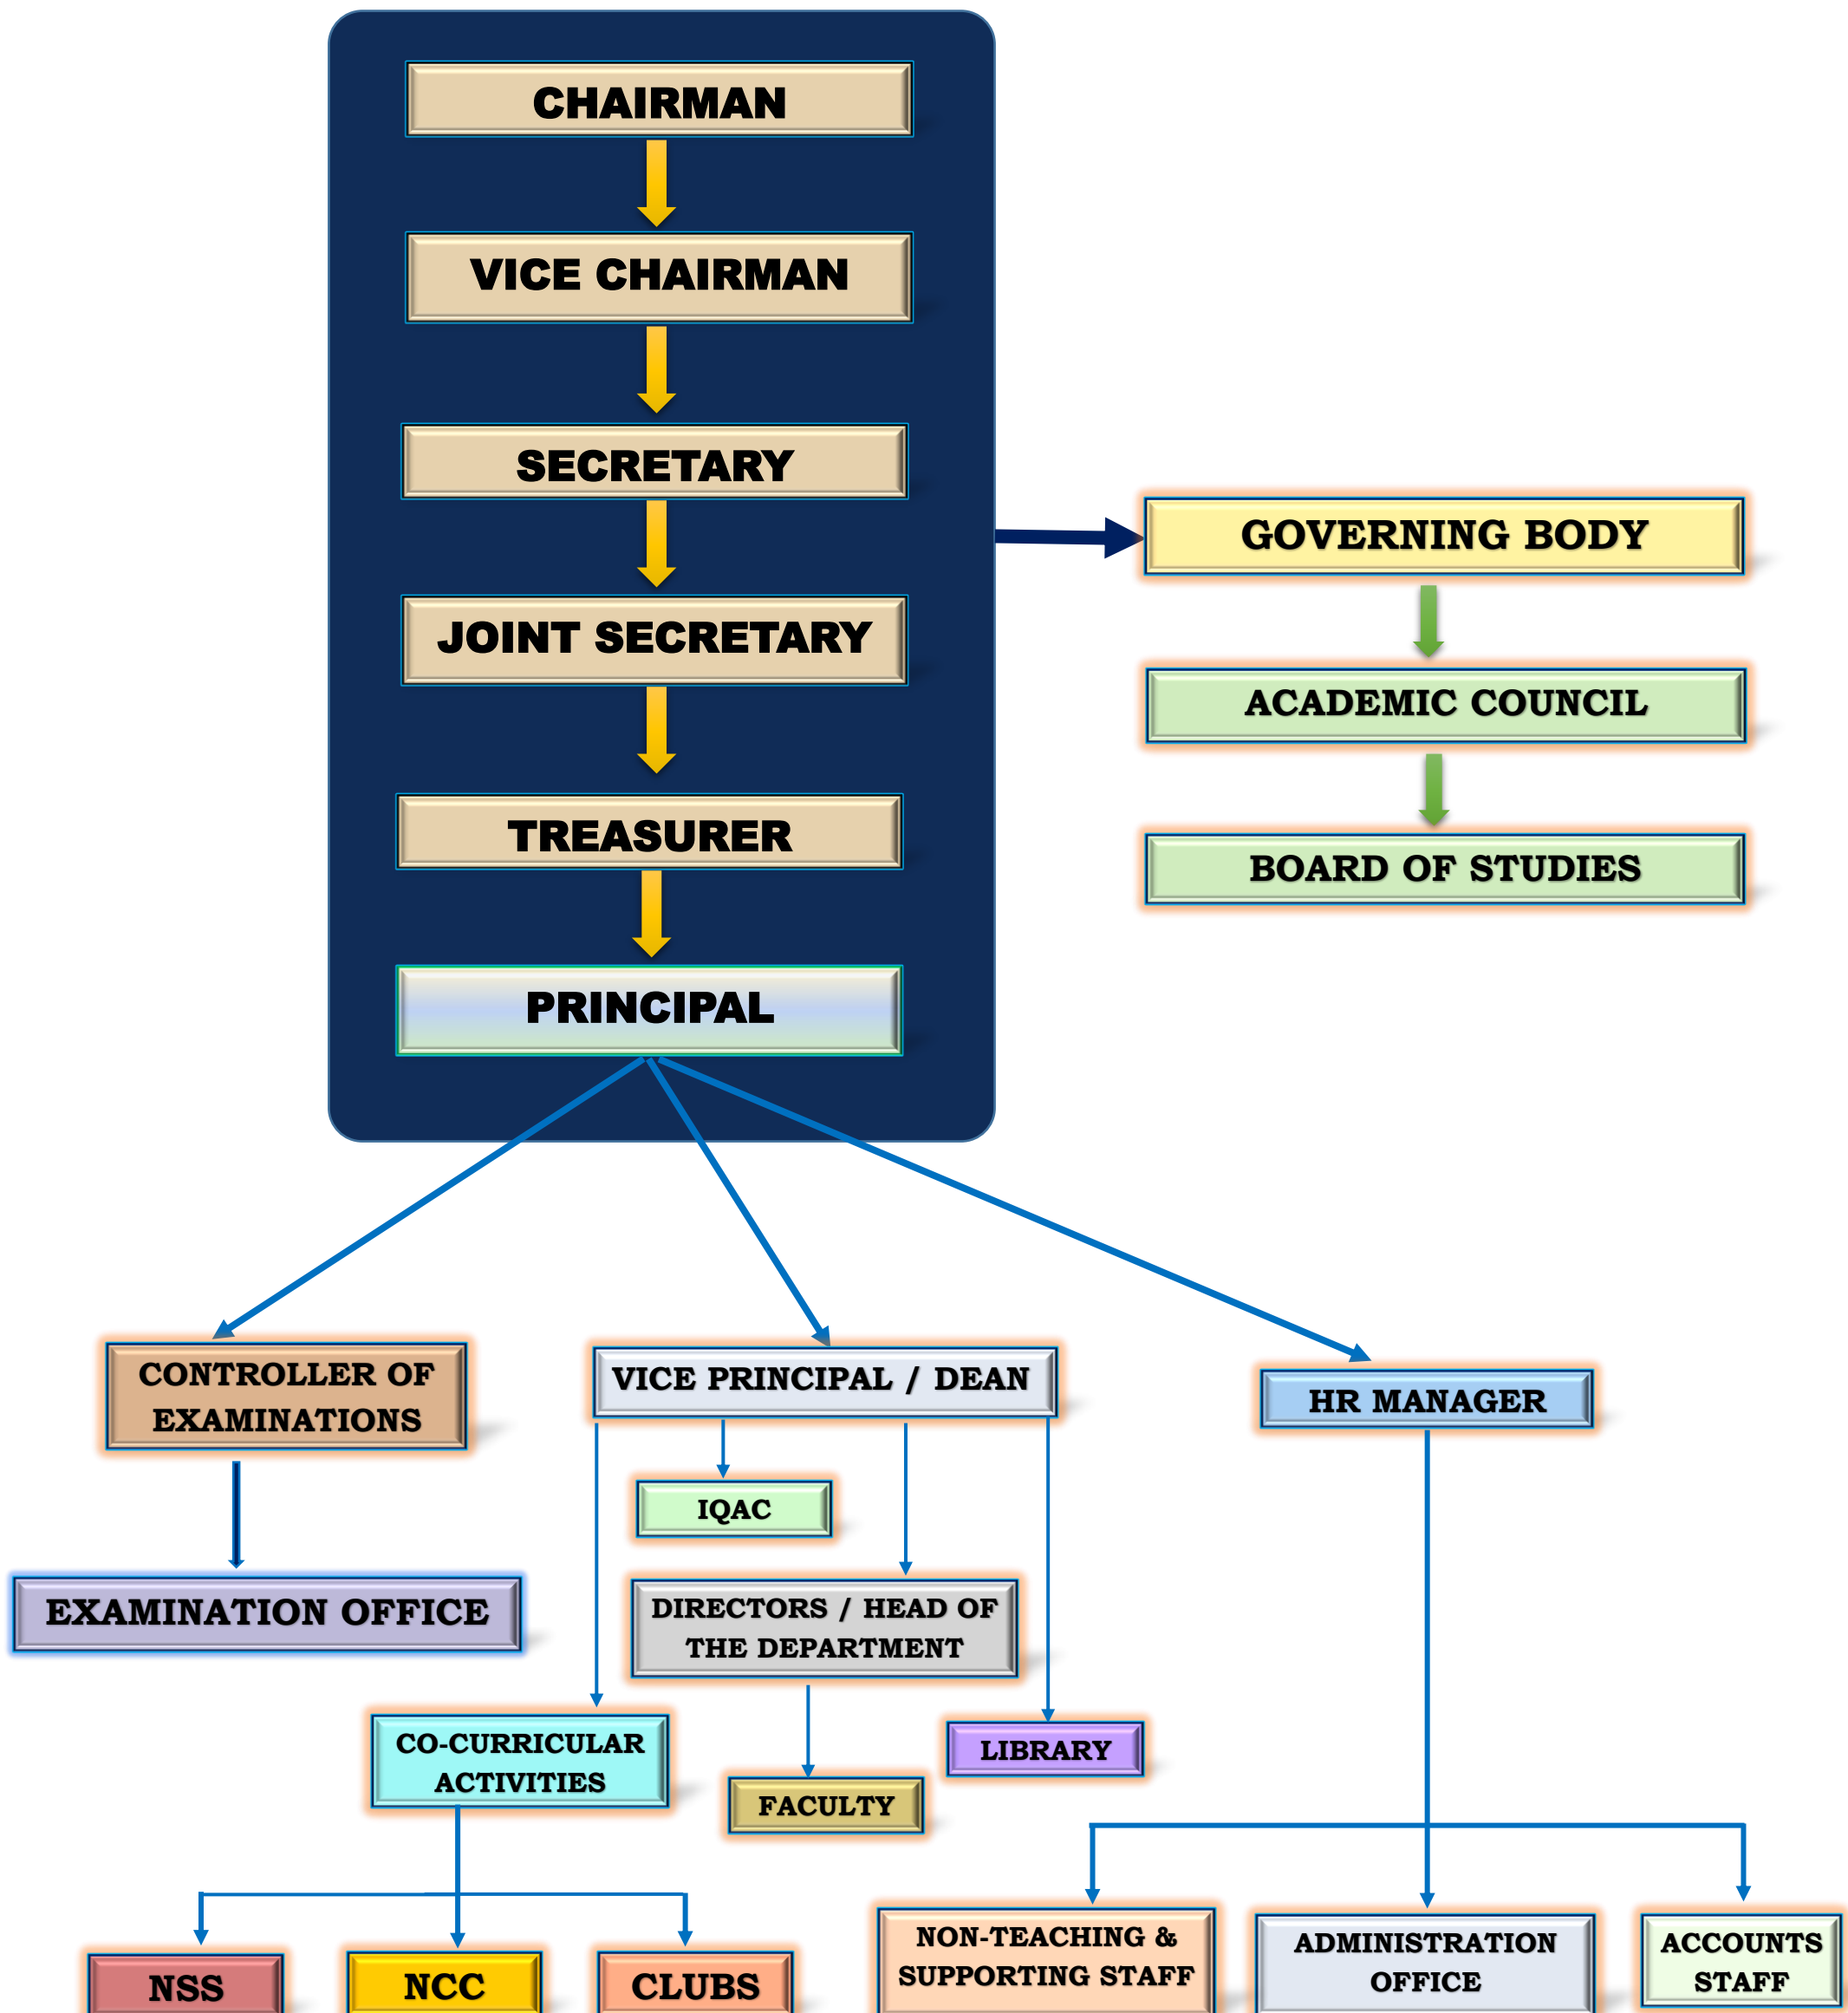 CHAIRMAN
VICE CHAIRMAN
SECRETARY
JOINT SECRETARY
TREASURER
PRINCIPAL
GOVERNING BODY
ACADEMIC COUNCIL
BOARD OF STUDIES
CONTROLLER OF
EXAMINATIONS
EXAMINATION OFFICE
VICE PRINCIPAL / DEAN
IQAC
DIRECTORS / HEAD OF
THE DEPARTMENT
FACULTY
LIBRARY
CO-CURRICULAR
ACTIVITIES
NSS
NCC
CLUBS
HR MANAGER
NON-TEACHING &
SUPPORTING STAFF
ADMINISTRATION
OFFICE
ACCOUNTS
STAFF